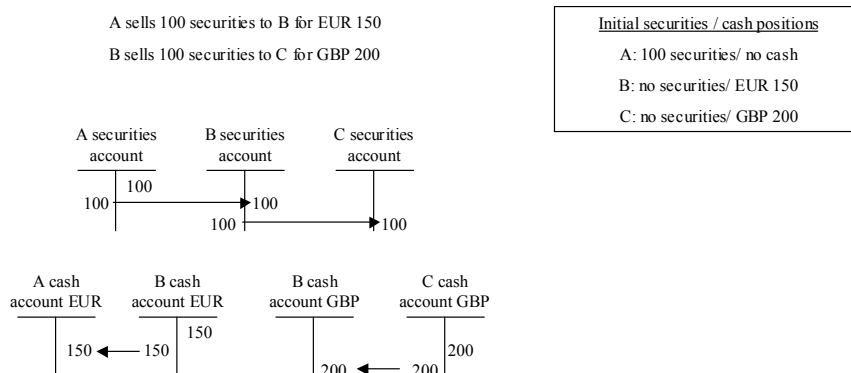 A sells 100 securities to B for EUR 150
B sells 100 securities to C for GBP 200
Initial securities / cash positions
A: 100 securities/ no cash
B: no securities/ EUR 150
C: no securities/ GBP 200
A securities account
B securities account
C securities account
100
100 100
100 100
A cash account EUR
B cash account EUR
B cash account GBP
C cash account GBP
150
150 150
200
200 200